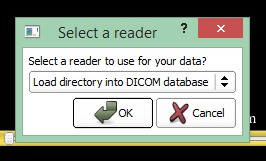 Select a reader
Select a reader to use for your data?
Load directory into DICOM database
OK
Cancel
m